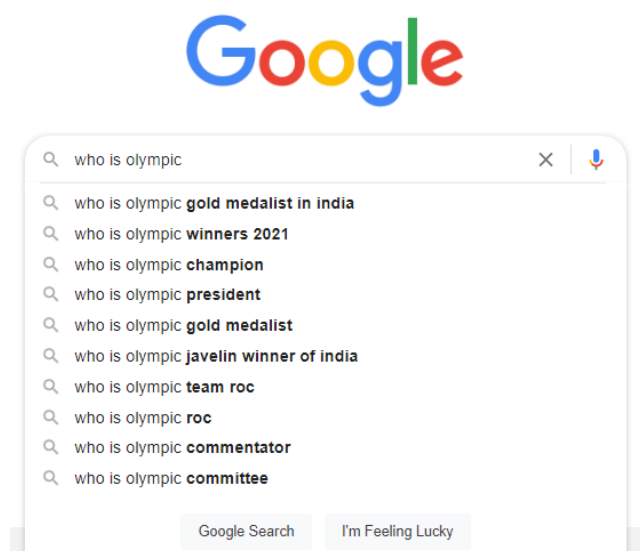 Google
who is olympic
who is olympic gold medalist in india
who is olympic winners 2021
who is olympic champion
who is olympic president
who is olympic gold medalist
who is olympic javelin winner of india
who is olympic team roc
who is olympic roc
who is olympic commentator
who is olympic committee
Google Search I'm Feeling Lucky